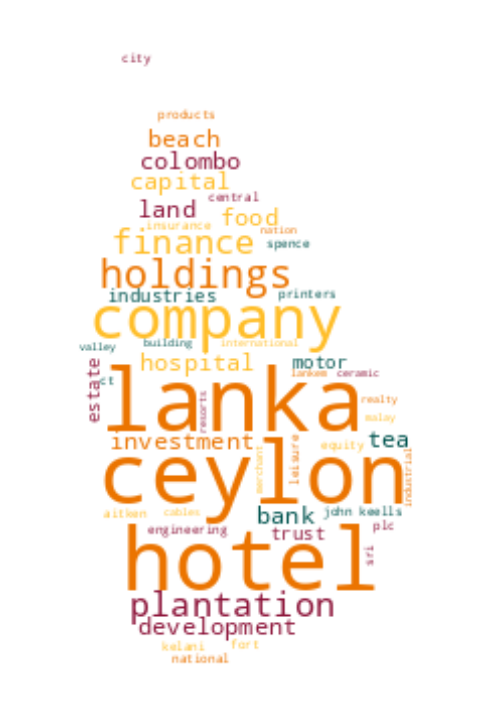 city
products
beach
colombo
capital
central
land
food
insurance
nation
finance
spence
holdings
industries
printers
company
valley
building
international
hospital
motor
estate
ct
lankem
ceramic
lanka
resorts
realty
malay
investment
equity
tea
leisure
merchant
industrial
ceylon
aitken
cables
bank
john keells
engineering
trust
plc
hotel
sri
plantation
development
kelani
fort
national